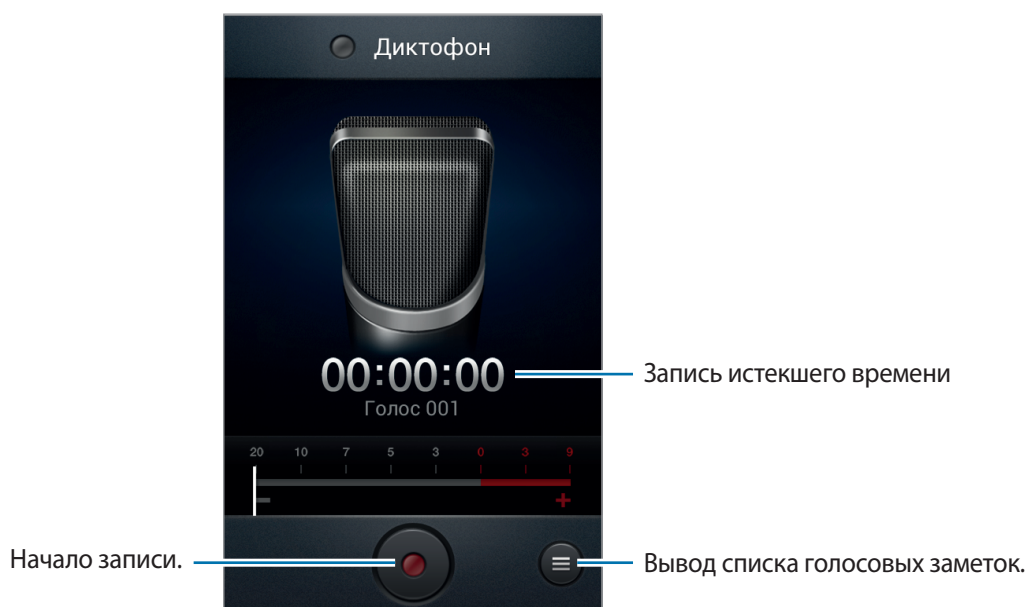 Диктофон
00:00:00
Запись истекшего времени
Голос 001
20 10 7 5 3 0 3 9
− +
Начало записи.
Вывод списка голосовых заметок.